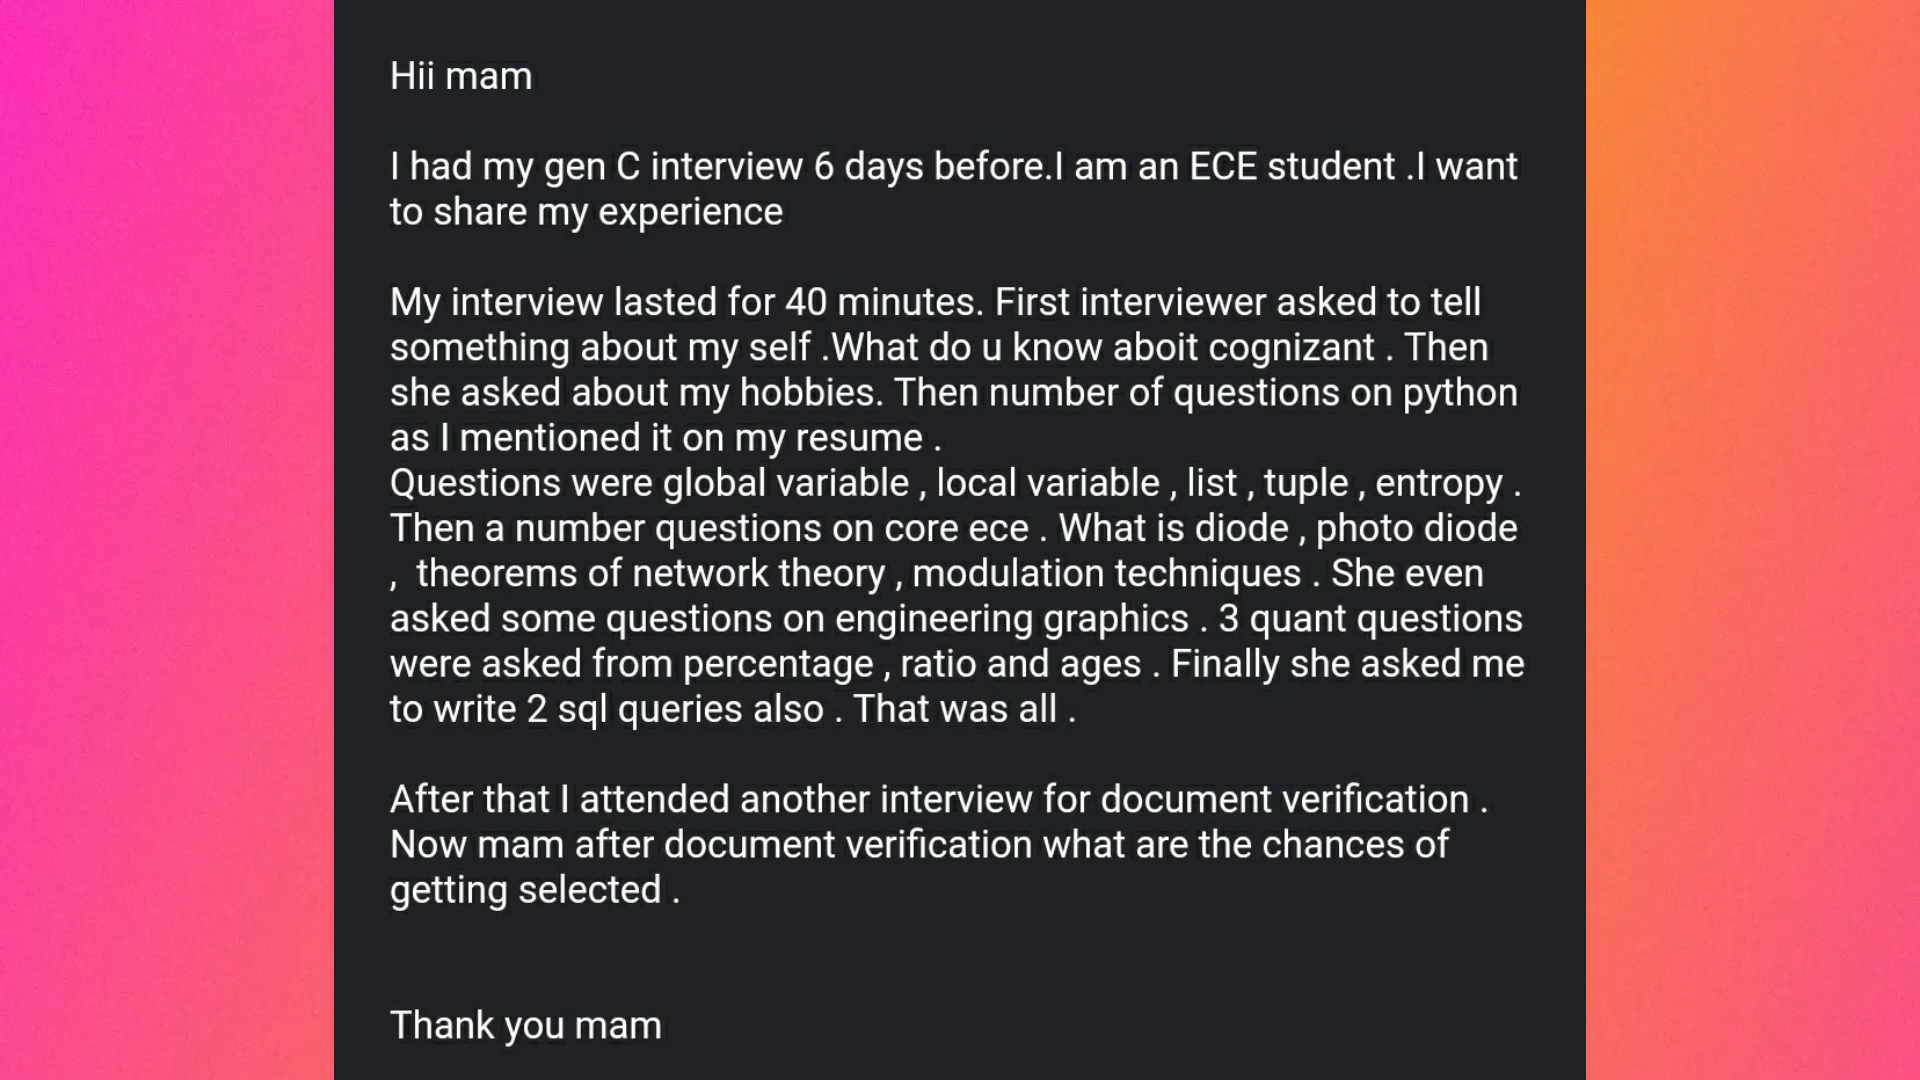 Hii mam
I had my gen C interview 6 days before.I am an ECE student .I want
to share my experience
My interview lasted for 40 minutes. First interviewer asked to tell
something about my self .What do u know aboit cognizant . Then
she asked about my hobbies. Then number of questions on python
as I mentioned it on my resume .
Questions were global variable , local variable , list , tuple , entropy .
Then a number questions on core ece . What is diode , photo diode
,  theorems of network theory , modulation techniques . She even
asked some questions on engineering graphics . 3 quant questions
were asked from percentage , ratio and ages . Finally she asked me
to write 2 sql queries also . That was all .
After that I attended another interview for document verification .
Now mam after document verification what are the chances of
getting selected .
Thank you mam